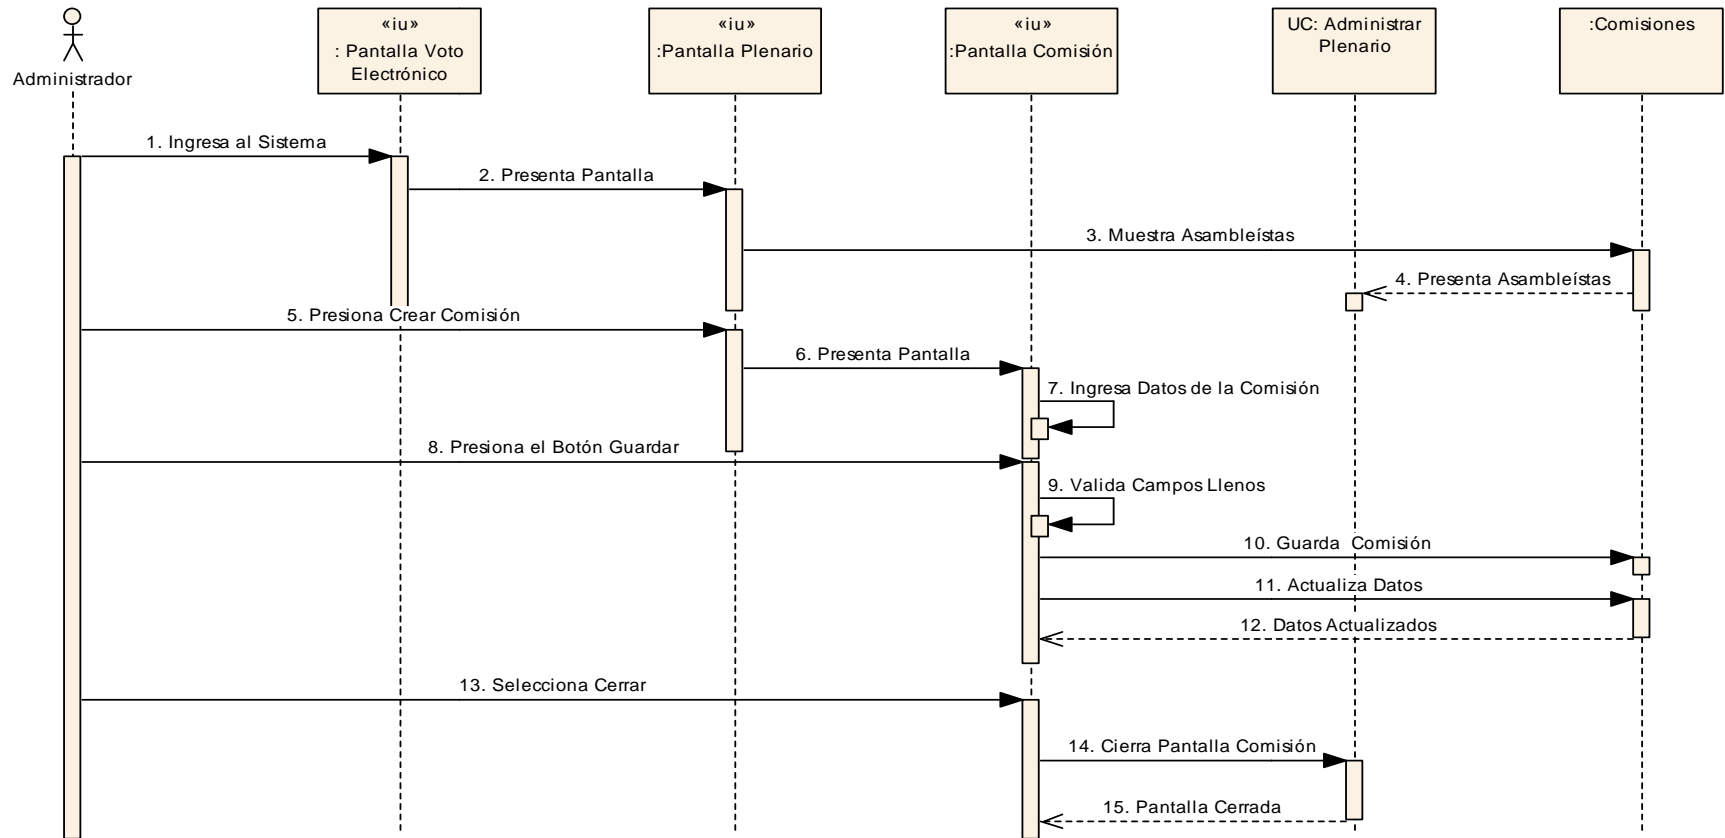 Administrador
«iu»
: Pantalla Voto
Electrónico
«iu»
:Pantalla Plenario
«iu»
:Pantalla Comisión
UC: Administrar
Plenario
:Comisiones
1. Ingresa al Sistema
2. Presenta Pantalla
3. Muestra Asambleístas
4. Presenta Asambleístas
5. Presiona Crear Comisión
6. Presenta Pantalla
7. Ingresa Datos de la Comisión
8. Presiona el Botón Guardar
9. Valida Campos Llenos
10. Guarda  Comisión
11. Actualiza Datos
12. Datos Actualizados
13. Selecciona Cerrar
14. Cierra Pantalla Comisión
15. Pantalla Cerrada